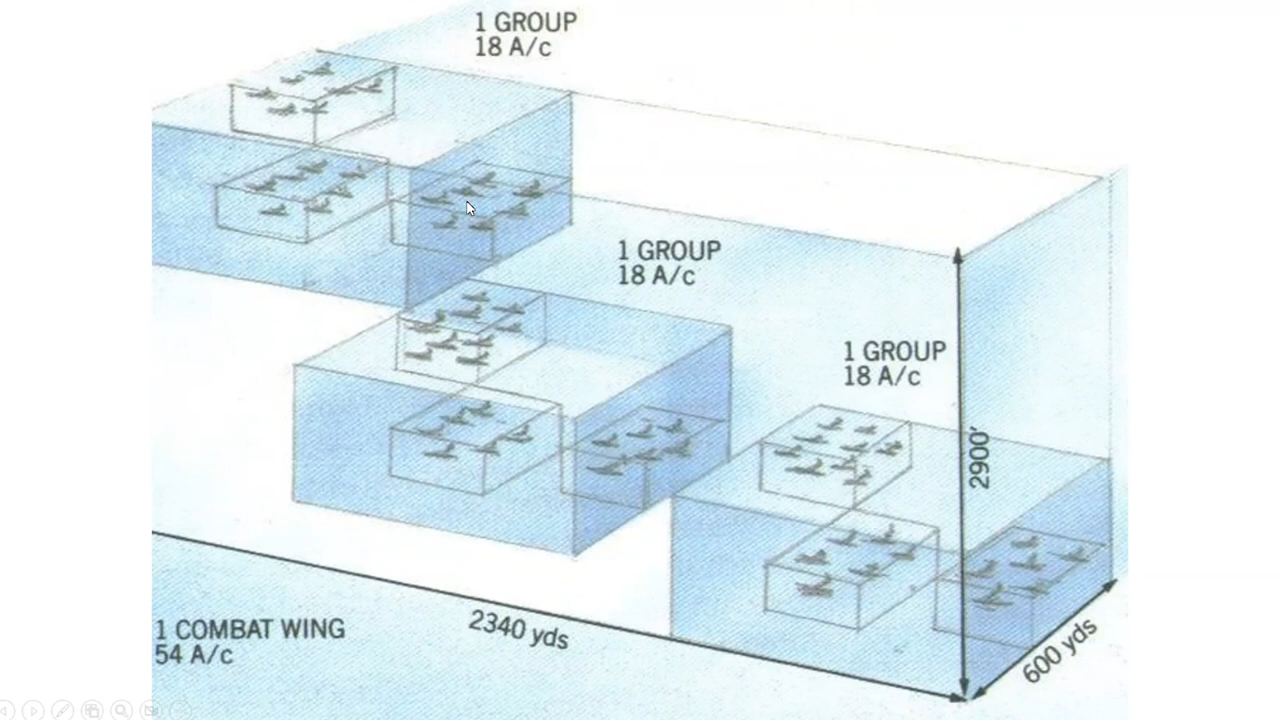 1 GROUP
18 A/c
1 GROUP
18 A/c
1 GROUP
18 A/c
2900'
2340 yds
600 yds
1 COMBAT WING
54 A/c